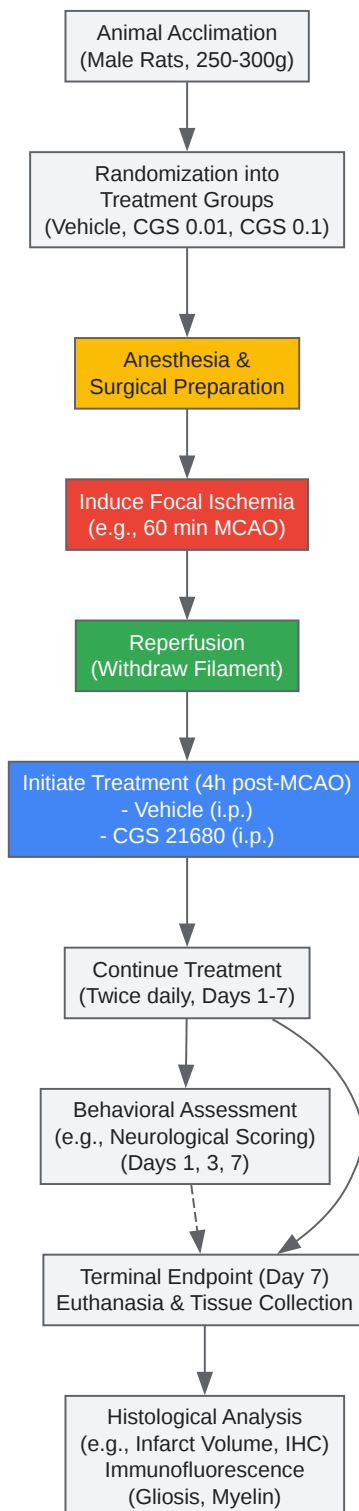 Animal Acclimation
(Male Rats, 250-300g)
Randomization into
Treatment Groups
(Vehicle, CGS 0.01, CGS 0.1)
Anesthesia &
Surgical Preparation
Induce Focal Ischemia
(e.g., 60 min MCAO)
Reperfusion
(Withdraw Filament)
Initiate Treatment (4h post-MCAO)
- Vehicle (i.p.)
- CGS 21680 (i.p.)
Continue Treatment
(Twice daily, Days 1-7)
Behavioral Assessment
(e.g., Neurological Scoring)
(Days 1, 3, 7)
Terminal Endpoint (Day 7)
Euthanasia & Tissue Collection
Histological Analysis
(e.g., Infarct Volume, IHC)
Immunofluorescence
(Gliosis, Myelin)